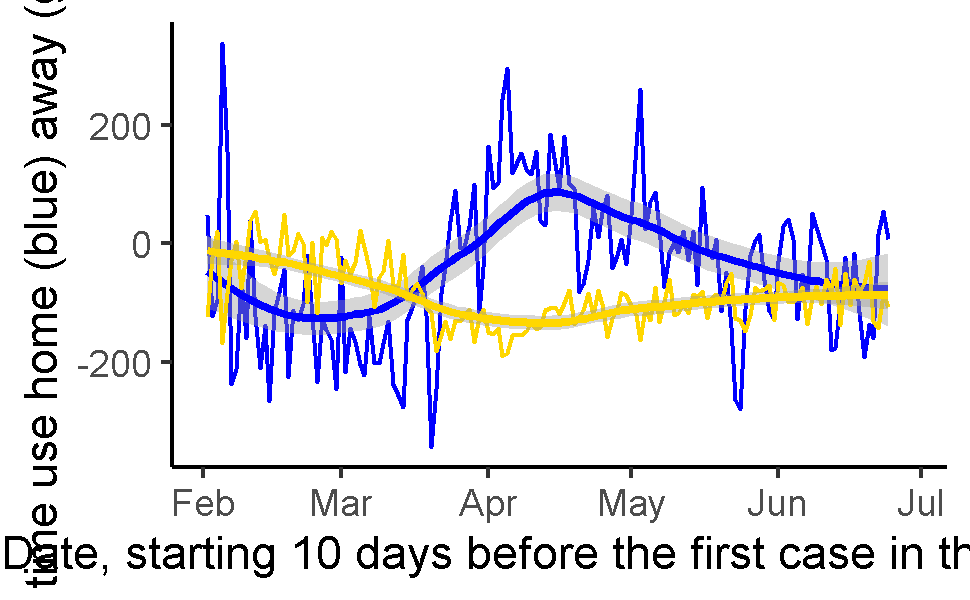 time use home (blue) away (
200
0
-200
Feb Mar Apr May Jun Jul
Date, starting 10 days before the first case in th